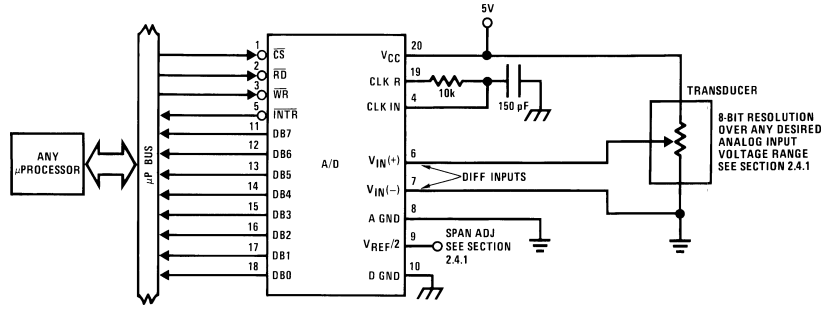 5V
1
CS
2
RD
3
WR
5
INTR
11
DB7
12
DB6
13
DB5
14
DB4
15
DB3
16
DB2
17
DB1
18
DB0
ANY
μPROCESSOR
μP BUS
A/D
VCC
20
CLK R
19
10k
150 pF
CLK IN
4
VIN(+)
6
DIFF INPUTS
VIN(−)
7
A GND
8
VREF/2
9
SPAN ADJ
SEE SECTION
2.4.1
D GND
10
TRANSDUCER
8-BIT RESOLUTION
OVER ANY DESIRED
ANALOG INPUT
VOLTAGE RANGE
SEE SECTION 2.4.1